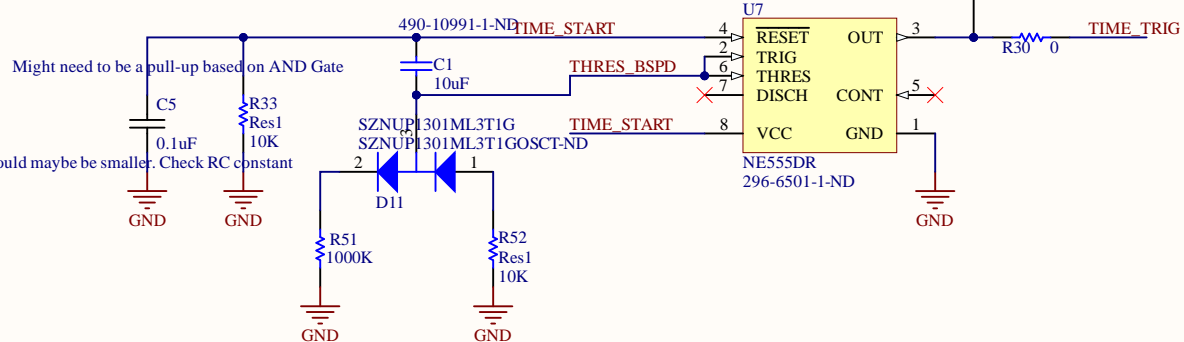 U7
490-10991-1-ND
TIME_START
4
RESET
OUT
3
TIME_TRIG
R30
0
2
TRIG
Might need to be a pull-up based on AND Gate
C1
10uF
THRES_BSPD
6
THRES
7
DISCH
CONT
5
C5
0.1uF
R33
Res1
10K
SZNUP1301ML3T1G
SZNUP1301ML3T1GOSCT-ND
3
TIME_START
8
VCC
GND
1
ould maybe be smaller. Check RC constant
2
1
D11
NE555DR
296-6501-1-ND
GND
GND
GND
R51
1000K
R52
Res1
10K
GND
GND